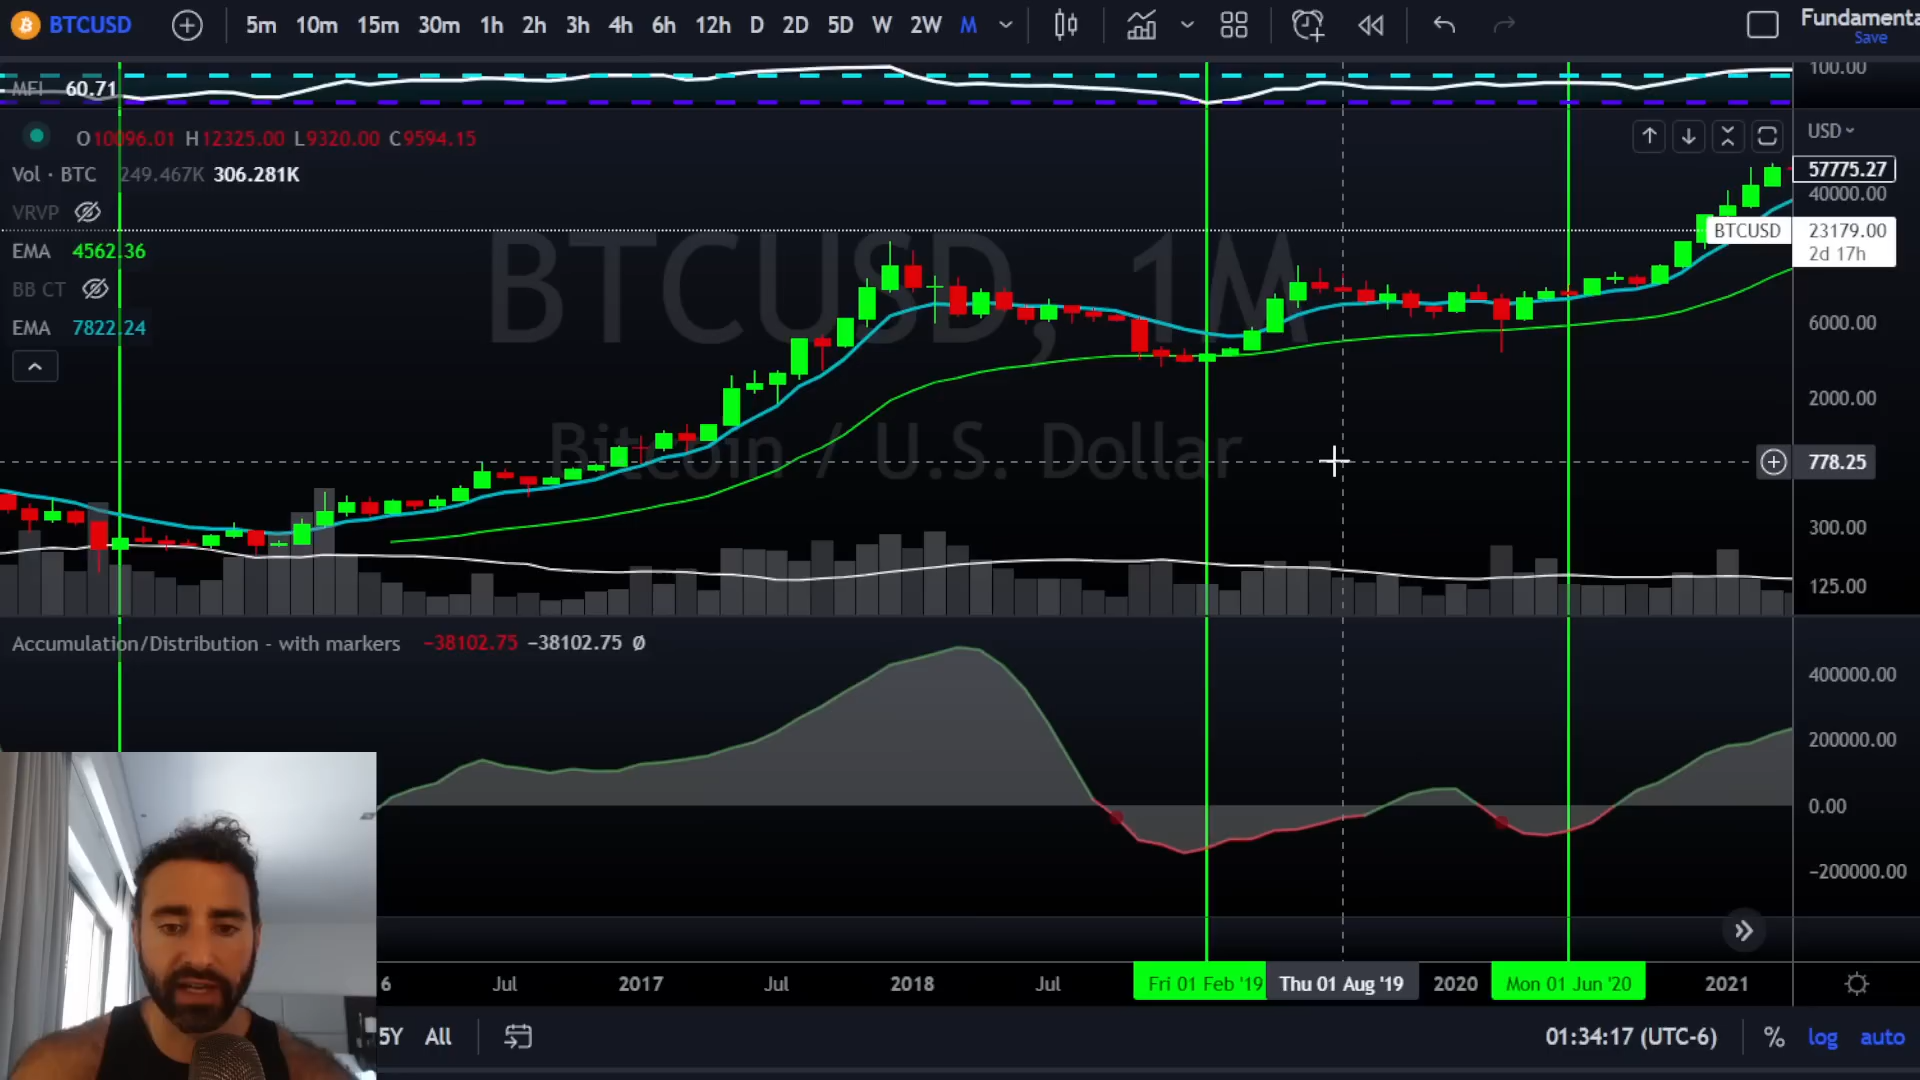 BTCUSD 5m 10m 15m 30m 1h 2h 3h 4h 6h 12h D 2D 5D W 2W M Fundamenta
Save
MFI 60.71 100.00
O10096.01 H12325.00 L9320.00 C9594.15 USD
Vol · BTC 249.467K 306.281K 57775.27
40000.00
VRVP
BTCUSD 23179.00
2d 17h
EMA 4562.36
BB CT
EMA 7822.24 6000.00
BTCUSD, 1M
2000.00
Bitcoin / U.S. Dollar
778.25
300.00
125.00
Accumulation/Distribution - with markers −38102.75 −38102.75 Ø
400000.00
200000.00
0.00
−200000.00
6 Jul 2017 Jul 2018 Jul Fri 01 Feb '19 Thu 01 Aug '19 2020 Mon 01 Jun '20 2021
5Y All 01:34:17 (UTC-6) % log auto